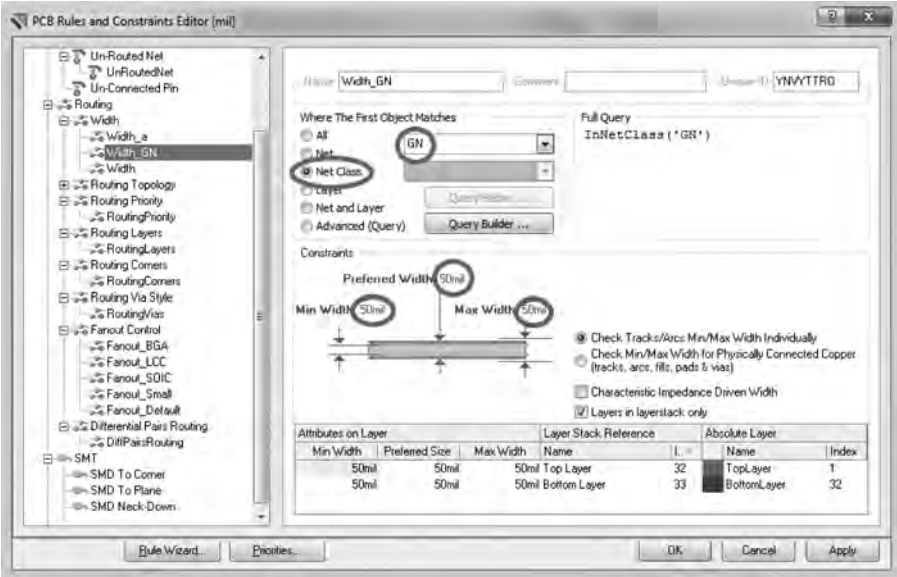 PCB Rules and Constraints Editor [mil]
Un-Routed Net
UnRoutedNet
Un-Connected Pin
Routing
Width
Width_a
Width_GN
Width
Routing Topology
Routing Priority
RoutingPriority
Routing Layers
RoutingLayers
Routing Corners
RoutingCorners
Routing Via Style
RoutingVias
Fanout Control
Fanout_BGA
Fanout_LCC
Fanout_SOIC
Fanout_Small
Fanout_Default
Differential Pairs Routing
DiffPairsRouting
SMT
SMD To Corner
SMD To Plane
SMD Neck-Down
Name Width_GN Comment Unique ID YNVYTTRO
Where The First Object Matches
All
Net
Net Class
Layer
Net and Layer
Advanced (Query)
GN
Query Builder ...
Full Query
InNetClass('GN')
Constraints
Preferred Width 50mil
Min Width 50mil Max Width 50mil
Check Tracks/Arcs Min/Max Width Individually
Check Min/Max Width for Physically Connected Copper
(tracks, arcs, fills, pads & vias)
Characteristic Impedance Driven Width
Layers in layerstack only
Attributes on Layer Layer Stack Reference Absolute Layer
Min Width Preferred Size Max Width Name I... Name Index
50mil 50mil 50mil Top Layer 32 TopLayer 1
50mil 50mil 50mil Bottom Layer 33 BottomLayer 32
Rule Wizard... Priorities... OK Cancel Apply